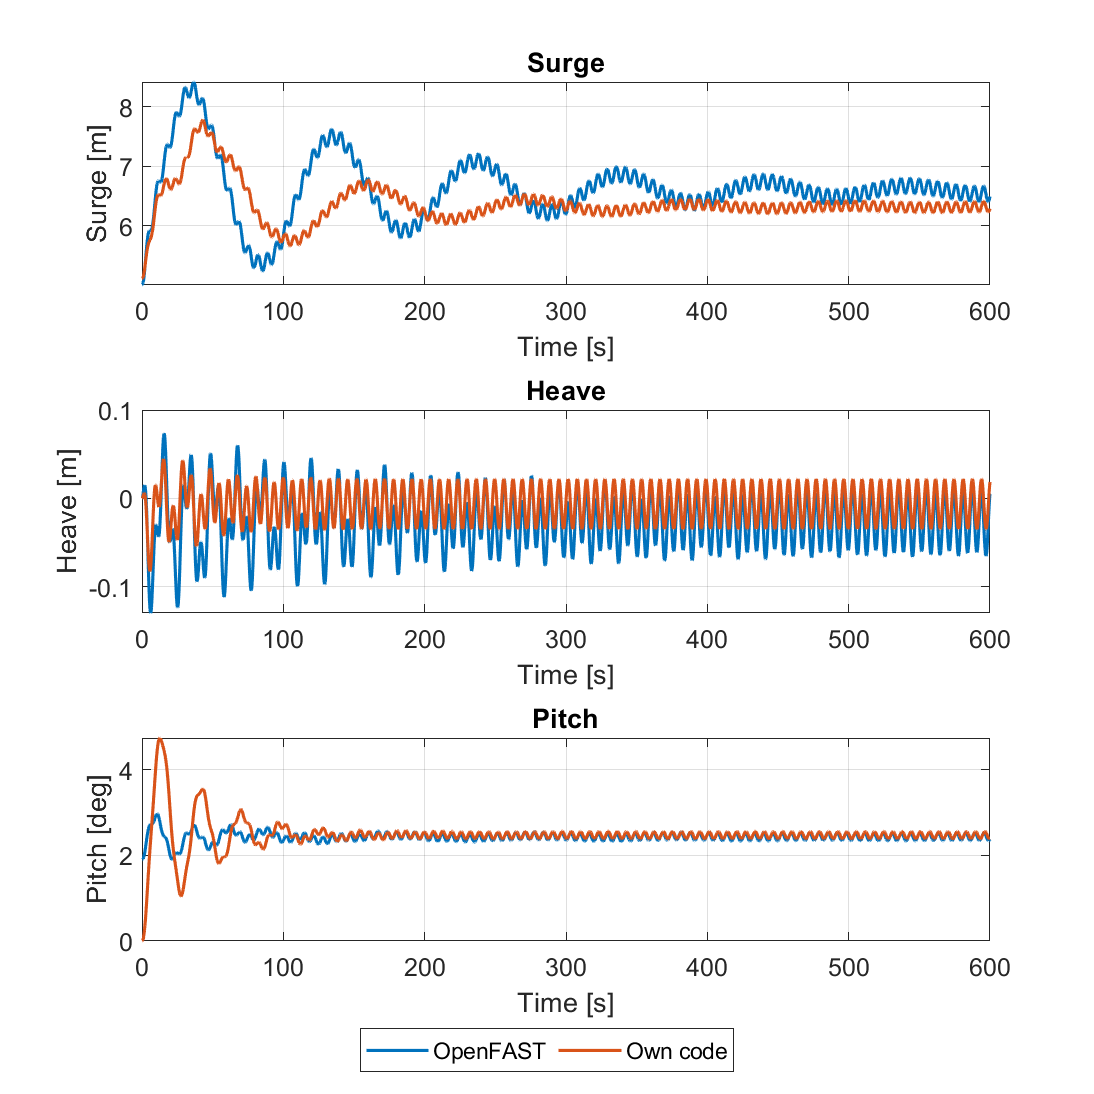 Surge
Surge [m]
8
7
6
0 100 200 300 400 500 600
Time [s]
Heave
Heave [m]
0.1
0
-0.1
0 100 200 300 400 500 600
Time [s]
Pitch
Pitch [deg]
4
2
0
0 100 200 300 400 500 600
Time [s]
OpenFAST Own code